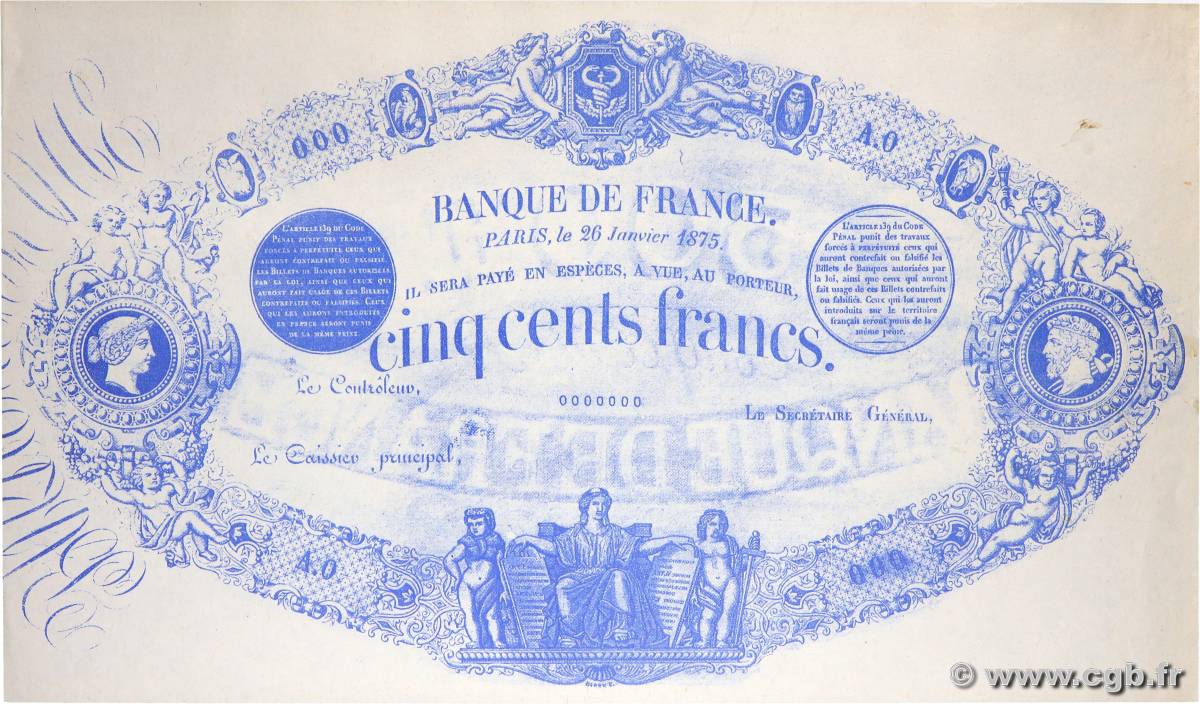 000
A.O
BANQUE DE FRANCE.
PARIS, le 26 Janvier 1875.
IL SERA PAYÉ EN ESPÈCES, A VUE, AU PORTEUR,
cinq cents francs.
L'ARTICLE 139 DU CODE
PÉNAL PUNIT DES TRAVAUX
FORCÉS À PERPÉTUITÉ CEUX QUI
AURONT CONTREFAIT OU FALSIFIÉ
LES BILLETS DE BANQUES AUTORISÉES
PAR LA LOI, AINSI QUE CEUX QUI
AURONT FAIT USAGE DE CES BILLETS
CONTREFAITS OU FALSIFIÉS. CEUX
QUI LES AURONT INTRODUITS
EN FRANCE SERONT PUNIS
DE LA MÊME PEINE.
L'ARTICLE 139 DU CODE
PÉNAL punit des travaux
forcés à PERPÉTUITÉ ceux qui
auront contrefait ou falsifié
les Billets de Banques autorisées par
la loi, ainsi que ceux qui auront
fait usage de ces Billets contrefaits
ou falsifiés. Ceux qui les auront
introduits sur le territoire
français seront punis de la
même peine.
Le Contrôleur,
0000000
LE SECRÉTAIRE GÉNÉRAL,
Le Caissier principal,
A.O
000
© www.cgb.fr